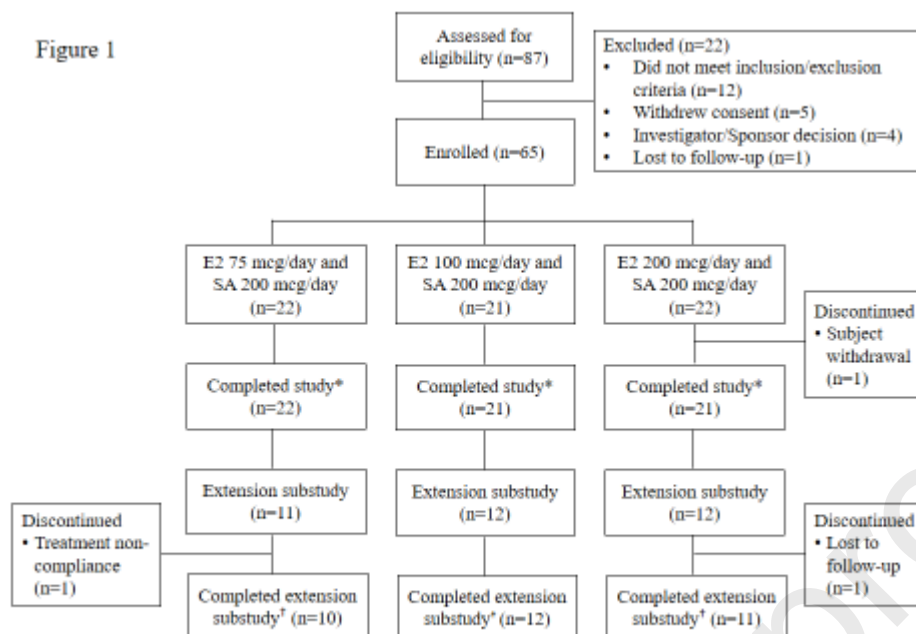 Figure 1
Assessed for
eligibility (n=87)
Excluded (n=22)
• Did not meet inclusion/exclusion
criteria (n=12)
• Withdrew consent (n=5)
• Investigator/Sponsor decision (n=4)
• Lost to follow-up (n=1)
Enrolled (n=65)
E2 75 mcg/day and
SA 200 mcg/day
(n=22)
E2 100 mcg/day and
SA 200 mcg/day
(n=21)
E2 200 mcg/day and
SA 200 mcg/day
(n=22)
Discontinued
• Subject
withdrawal
(n=1)
Completed study*
(n=22)
Completed study*
(n=21)
Completed study*
(n=21)
Extension substudy
(n=11)
Extension substudy
(n=12)
Extension substudy
(n=12)
Discontinued
• Treatment non-
compliance
(n=1)
Discontinued
• Lost to
follow-up
(n=1)
Completed extension
substudy† (n=10)
Completed extension
substudy† (n=12)
Completed extension
substudy† (n=11)